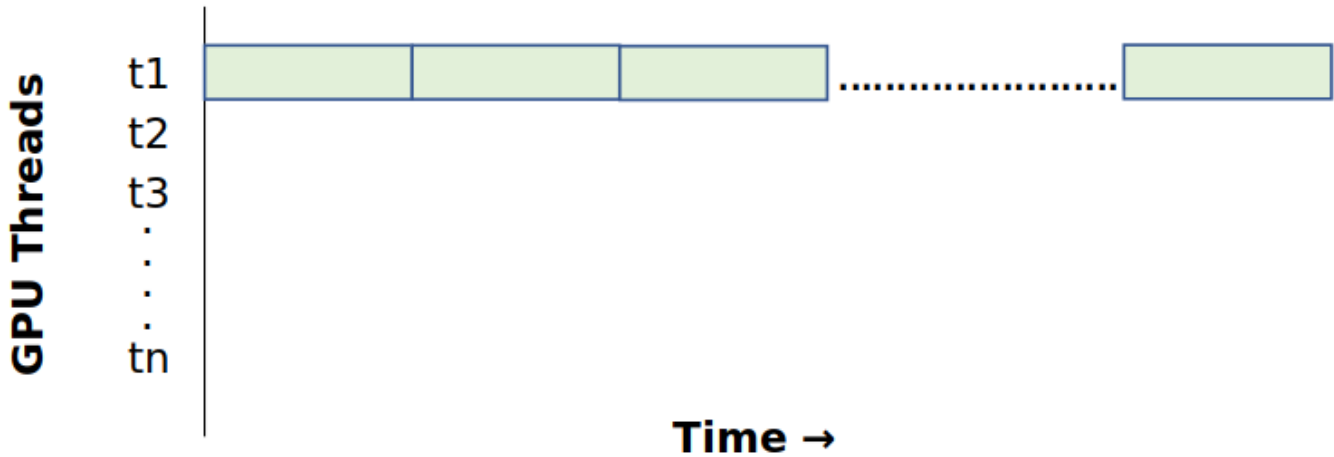 GPU Threads
t1
t2
t3
.
.
.
.
tn
Time →